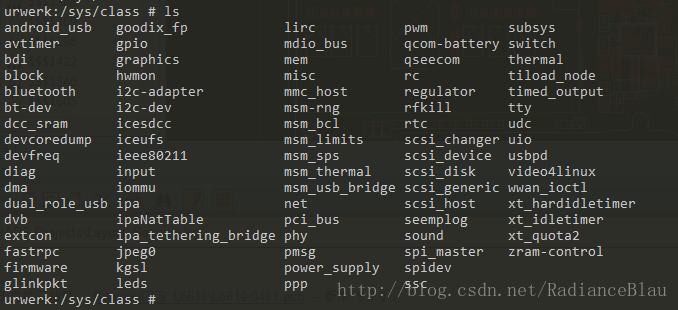 urwerk:/sys/class # ls
android_usb goodix_fp lirc pwm subsys
avtimer gpio mdio_bus qcom-battery switch
bdi graphics mem qseecom thermal
block hwmon misc rc tiload_node
bluetooth i2c-adapter mmc_host regulator timed_output
bt-dev i2c-dev msm-rng rfkill tty
dcc_sram icesdcc msm_bcl rtc udc
devcoredump iceufs msm_limits scsi_changer uio
devfreq ieee80211 msm_sps scsi_device usbpd
diag input msm_thermal scsi_disk video4linux
dma iommu msm_usb_bridge scsi_generic wwan_ioctl
dual_role_usb ipa net scsi_host xt_hardidletimer
dvb ipaNatTable pci_bus seemplog xt_idletimer
extcon ipa_tethering_bridge phy sound xt_quota2
fastrpc jpeg0 pmsg spi_master zram-control
firmware kgsl power_supply spidev
glinkpkt leds ppp ssc
urwerk:/sys/class #
http://blog.csdn.net/RadianceBlau